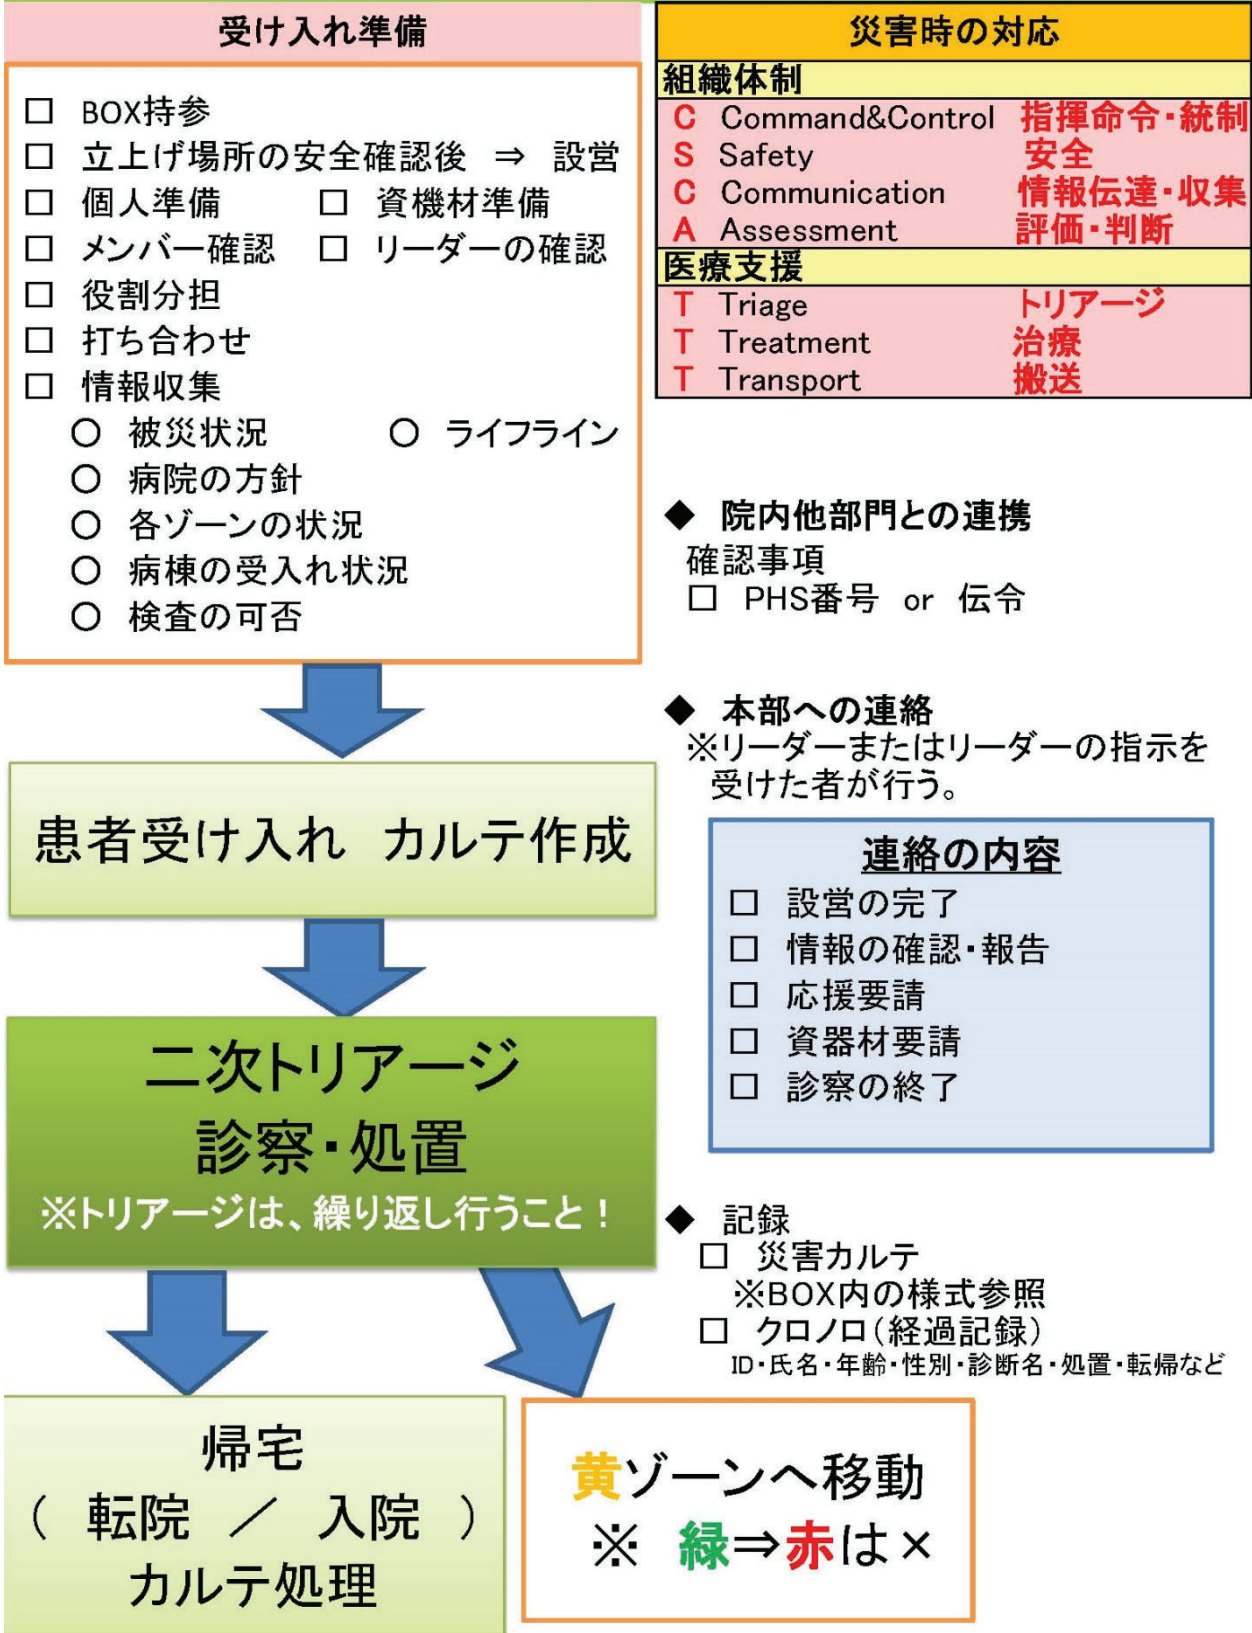 受け入れ準備
□ BOX持参
□ 立上げ場所の安全確認後 ⇒ 設営
□ 個人準備 □ 資機材準備
□ メンバー確認 □ リーダーの確認
□ 役割分担
□ 打ち合わせ
□ 情報収集
○ 被災状況 ○ ライフライン
○ 病院の方針
○ 各ゾーンの状況
○ 病棟の受入れ状況
○ 検査の可否
患者受け入れ カルテ作成
二次トリアージ
診察・処置
※トリアージは、繰り返し行うこと！
帰宅
（ 転院 ／ 入院 ）
カルテ処理
黄ゾーンへ移動
※ 緑⇒赤は×
災害時の対応
組織体制
C Command&Control 指揮命令・統制
S Safety 安全
C Communication 情報伝達・収集
A Assessment 評価・判断
医療支援
T Triage トリアージ
T Treatment 治療
T Transport 搬送
◆ 院内他部門との連携
確認事項
□ PHS番号 or 伝令
◆ 本部への連絡
※リーダーまたはリーダーの指示を
受けた者が行う。
連絡の内容
□ 設営の完了
□ 情報の確認・報告
□ 応援要請
□ 資器材要請
□ 診察の終了
◆ 記録
□ 災害カルテ
※BOX内の様式参照
□ クロノロ（経過記録）
ID・氏名・年齢・性別・診断名・処置・転帰など